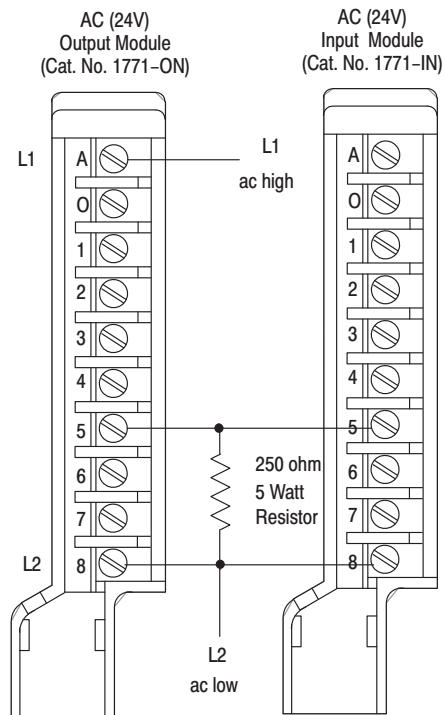 AC (24V)
Output Module
(Cat. No. 1771–ON)
AC (24V)
Input Module
(Cat. No. 1771–IN)
L1
A
O
1
2
3
4
5
6
7
L2
8
L1
ac high
250 ohm
5 Watt
Resistor
L2
ac low
A
O
1
2
3
4
5
6
7
8